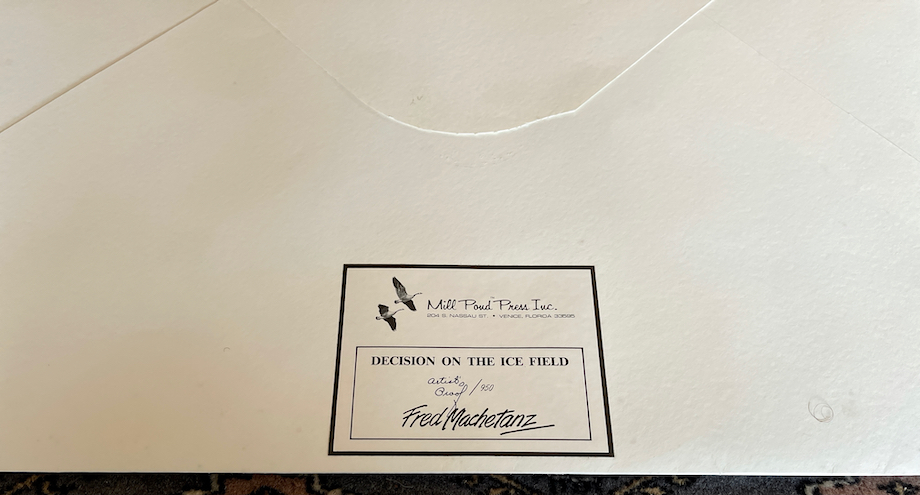 Mill Pond Press Inc.
204 S. NASSAU ST. • VENICE, FLORIDA 33595
DECISION ON THE ICE FIELD
Artist's
Proof /950
Fred Machetanz